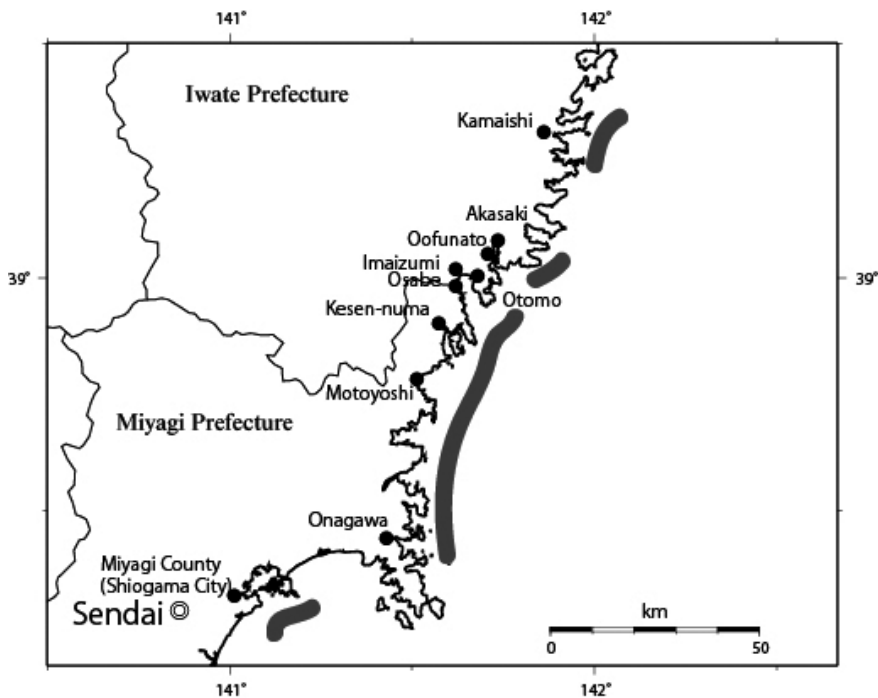 141°
142°
Iwate Prefecture
Kamaishi
Akasaki
Oofunato
Imaizumi
39°
Osabe
39°
Otomo
Kesen-numa
Motoyoshi
Miyagi Prefecture
Onagawa
Miyagi County
(Shiogama City)
Sendai
km
0
50
141°
142°